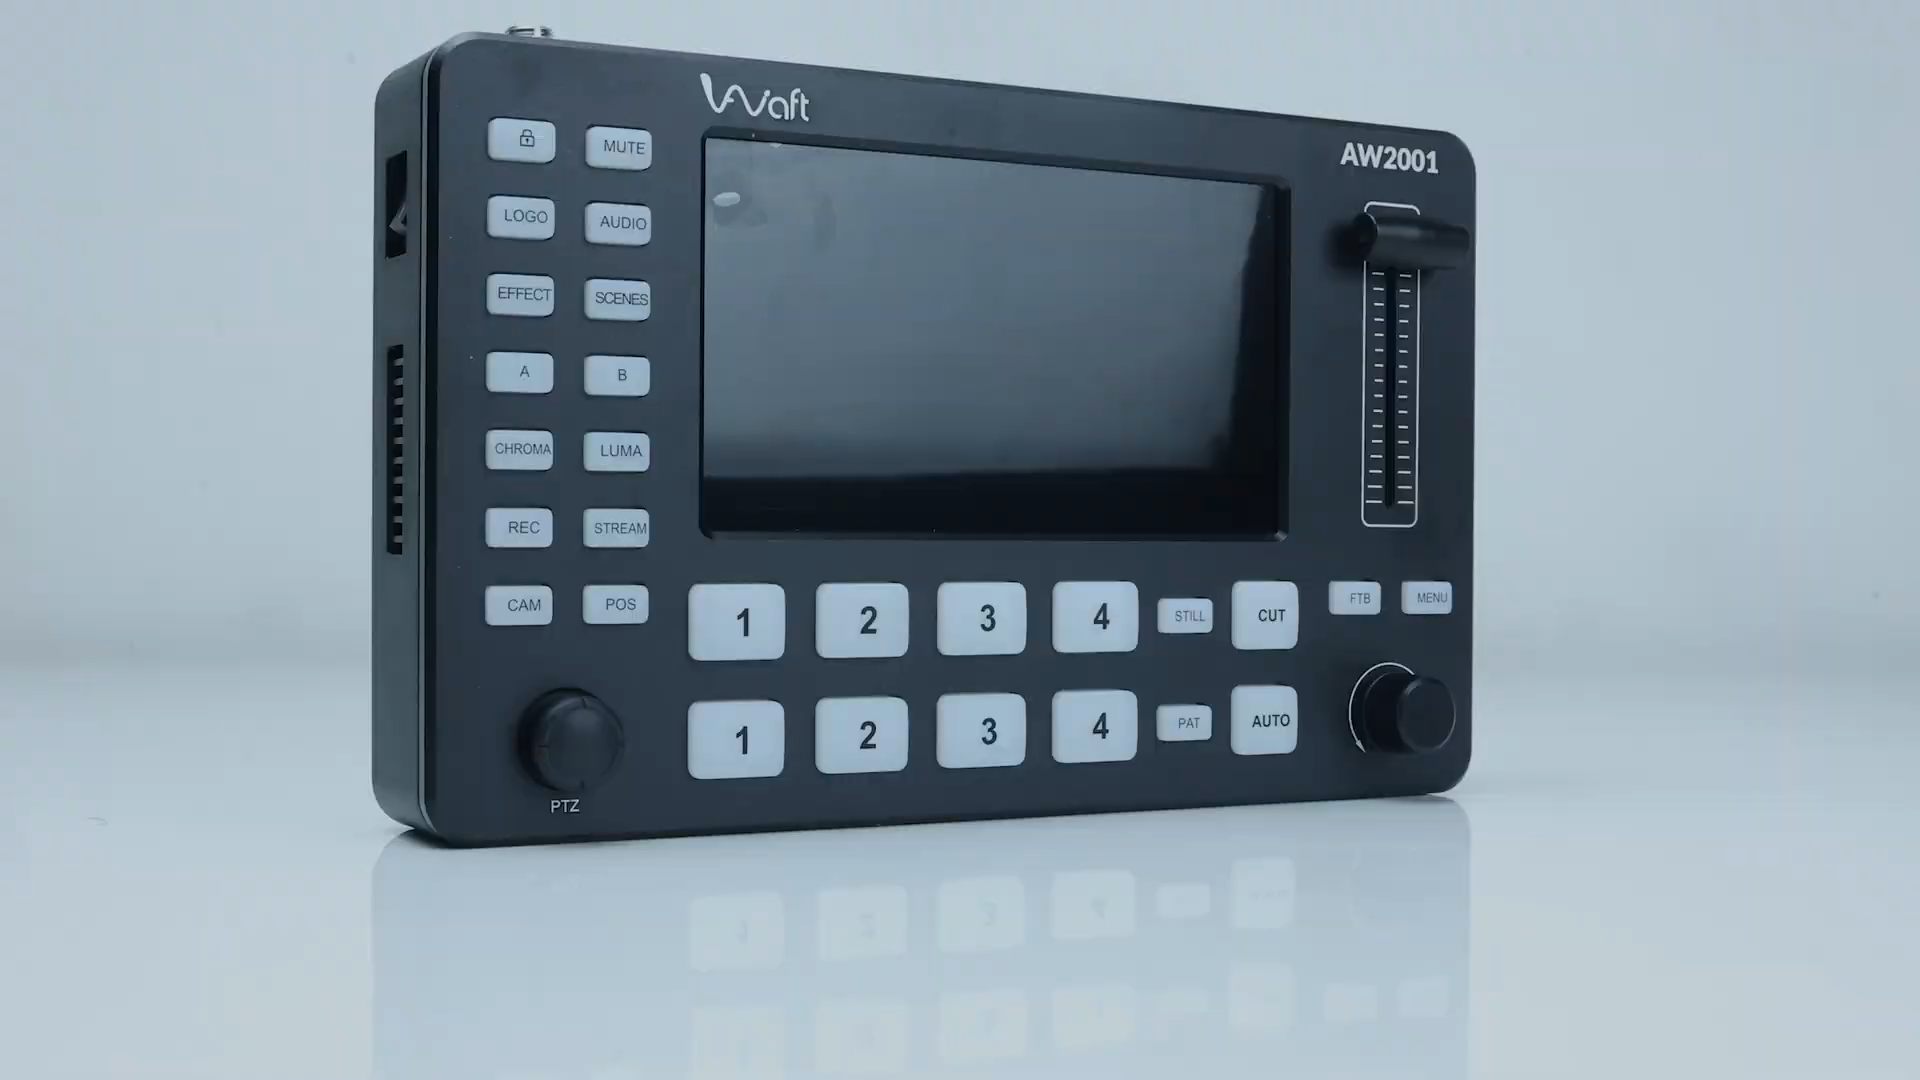 Waft
AW2001
MUTE
LOGO AUDIO
EFFECT SCENES
A B
CHROMA LUMA
REC STREAM
CAM POS
1 2 3 4 STILL CUT FTB MENU
1 2 3 4 PAT AUTO
PTZ